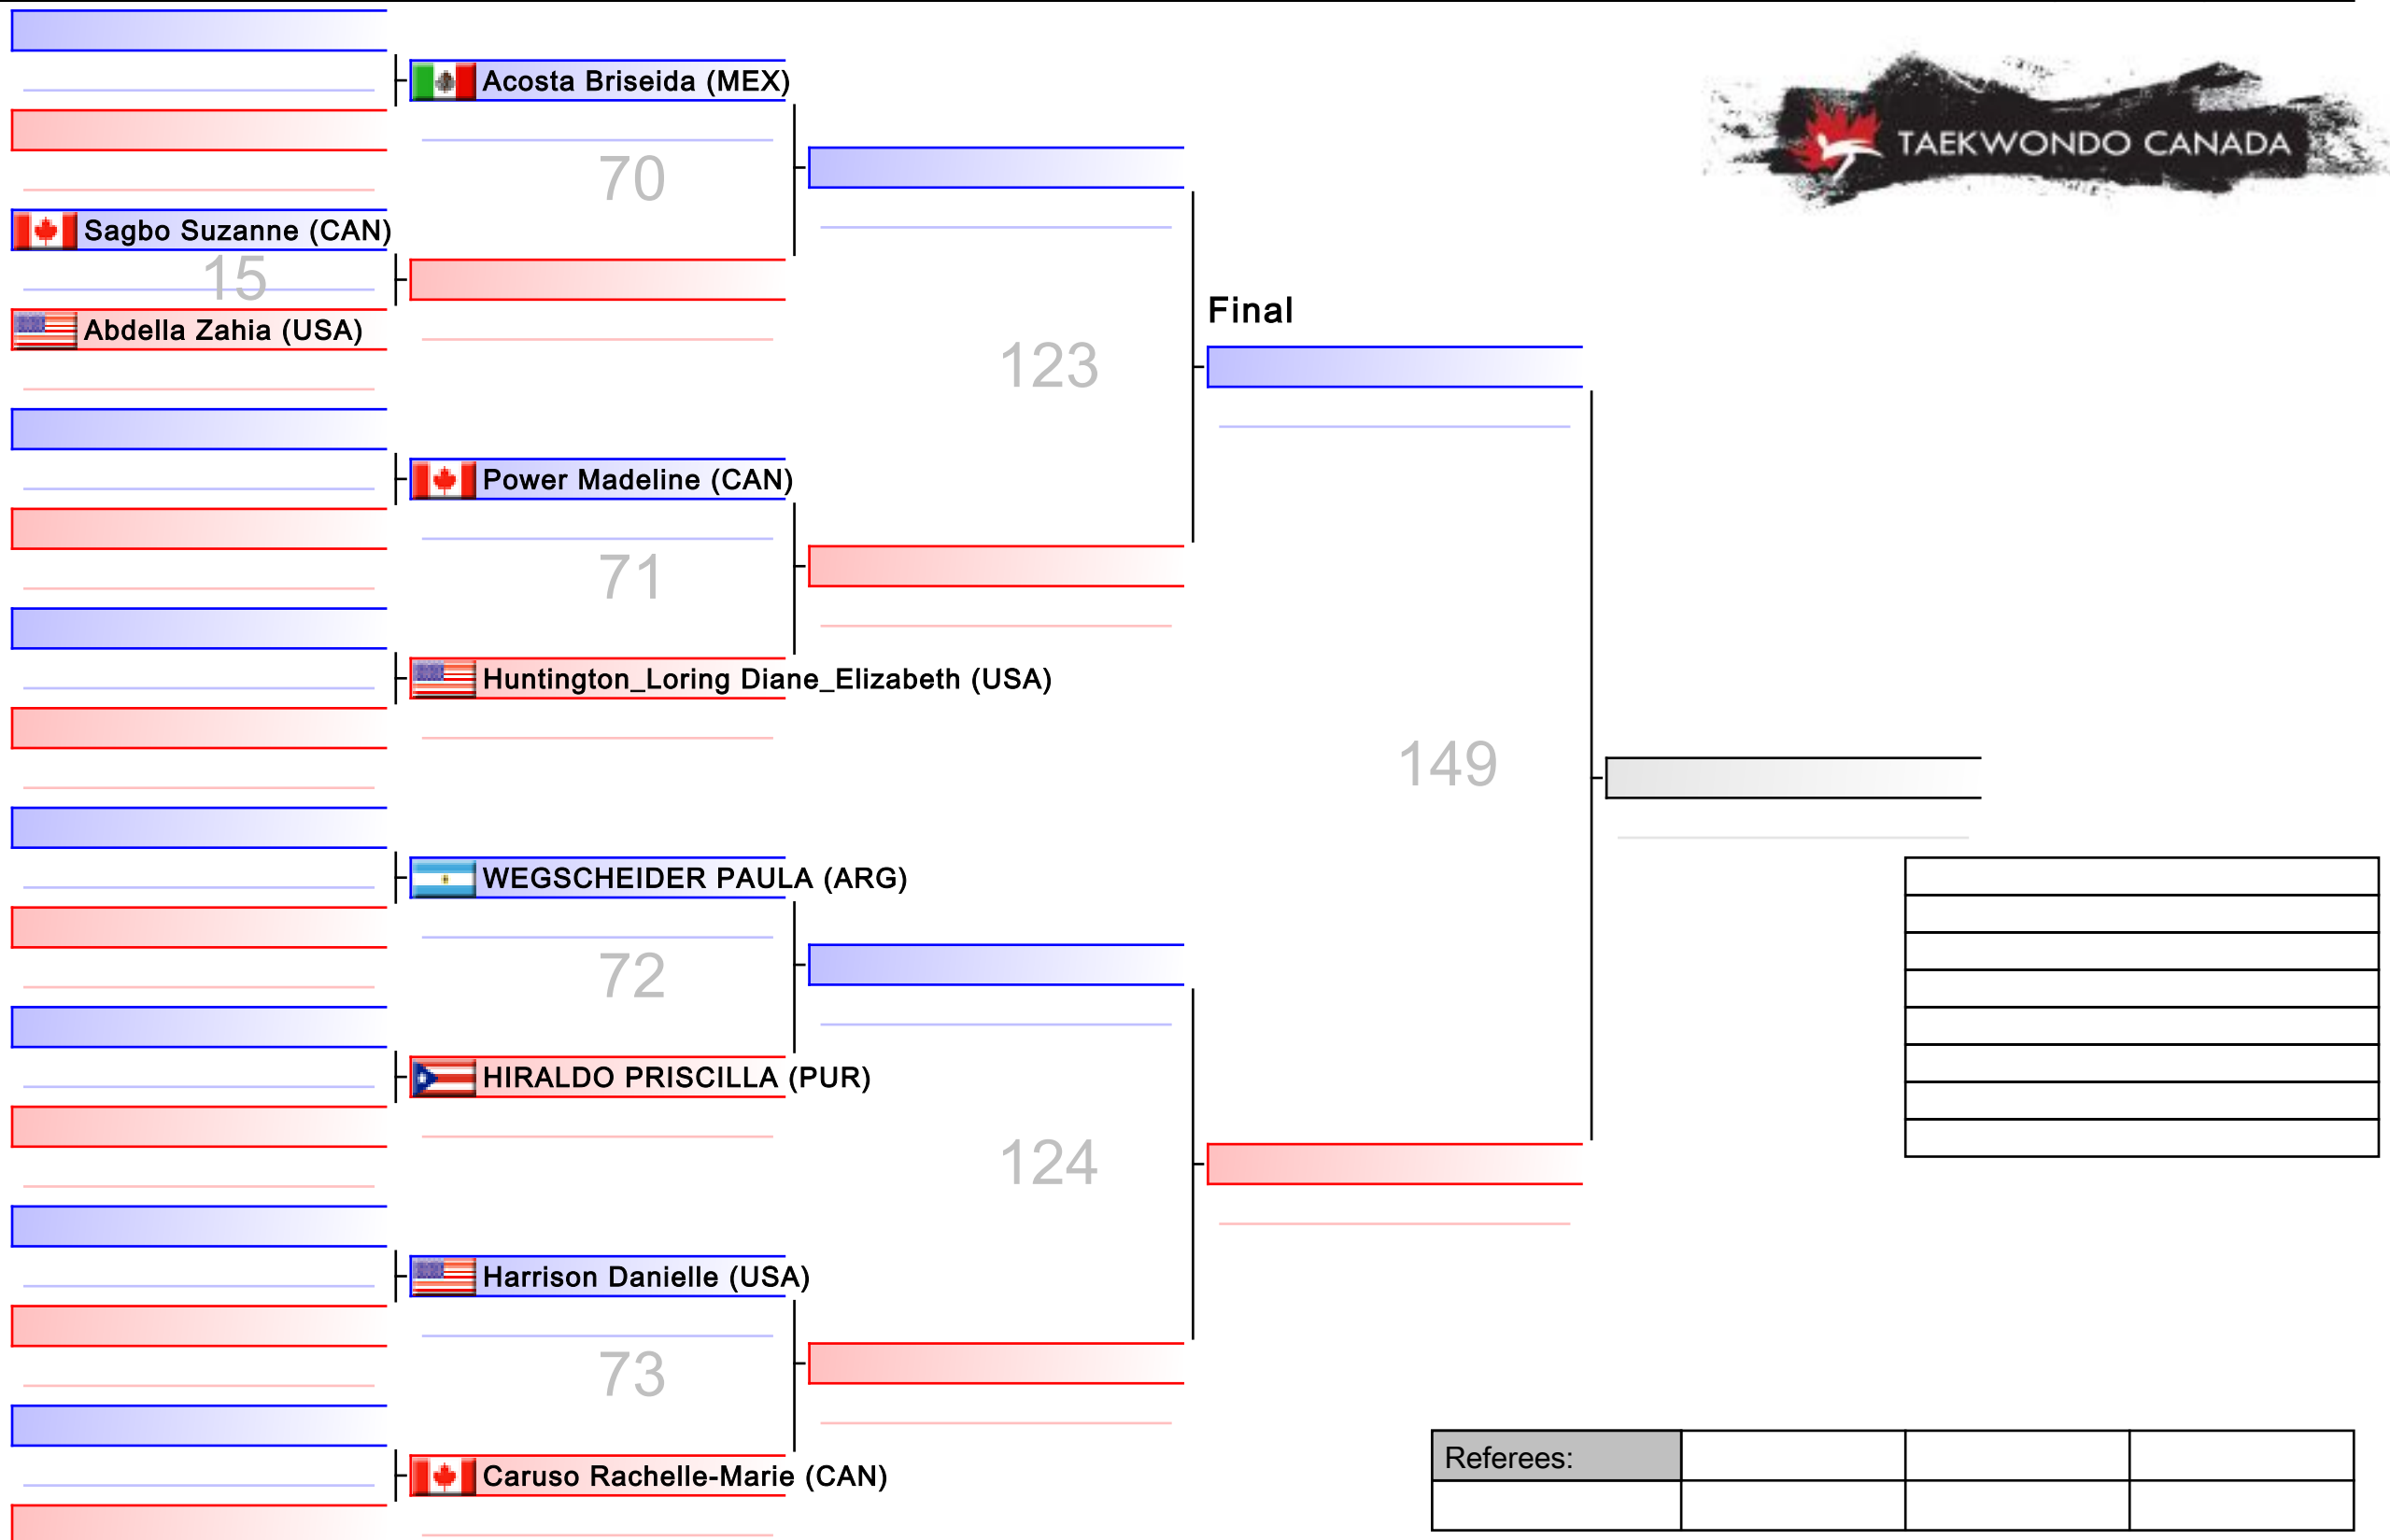 Acosta Briseida (MEX)
TAEKWONDO CANADA
70
Sagbo Suzanne (CAN)
15
Abdella Zahia (USA)
Final
123
Power Madeline (CAN)
71
Huntington_Loring Diane_Elizabeth (USA)
149
WEGSCHEIDER PAULA (ARG)
72
HIRALDO PRISCILLA (PUR)
124
Harrison Danielle (USA)
73
Referees:
Caruso Rachelle-Marie (CAN)